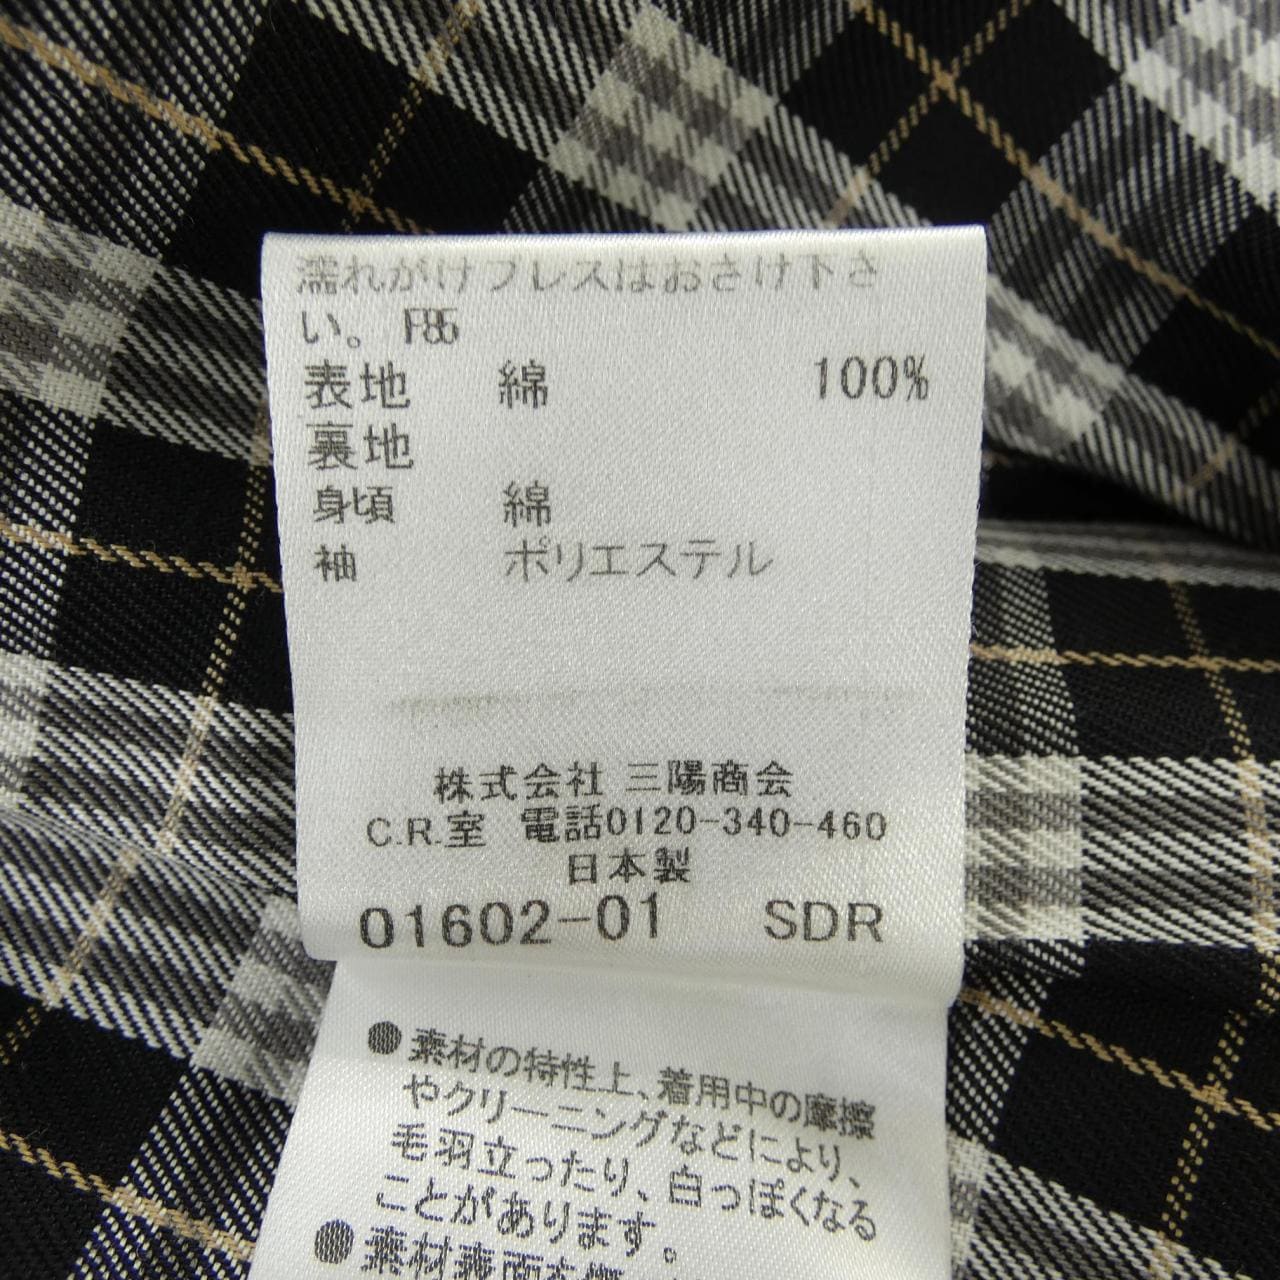 濡れがけプレスはおさけ下さ
い。 F85
表地 綿 100%
裏地
身頃 綿
袖 ポリエステル
株式会社 三陽商会
C.R.室 電話0120-340-460
日本製
01602-01 SDR
●素材の特性上、着用中の摩擦
やクリーニングなどにより、
毛羽立ったり、白っぽくなる
ことがあります。
●素材表面を